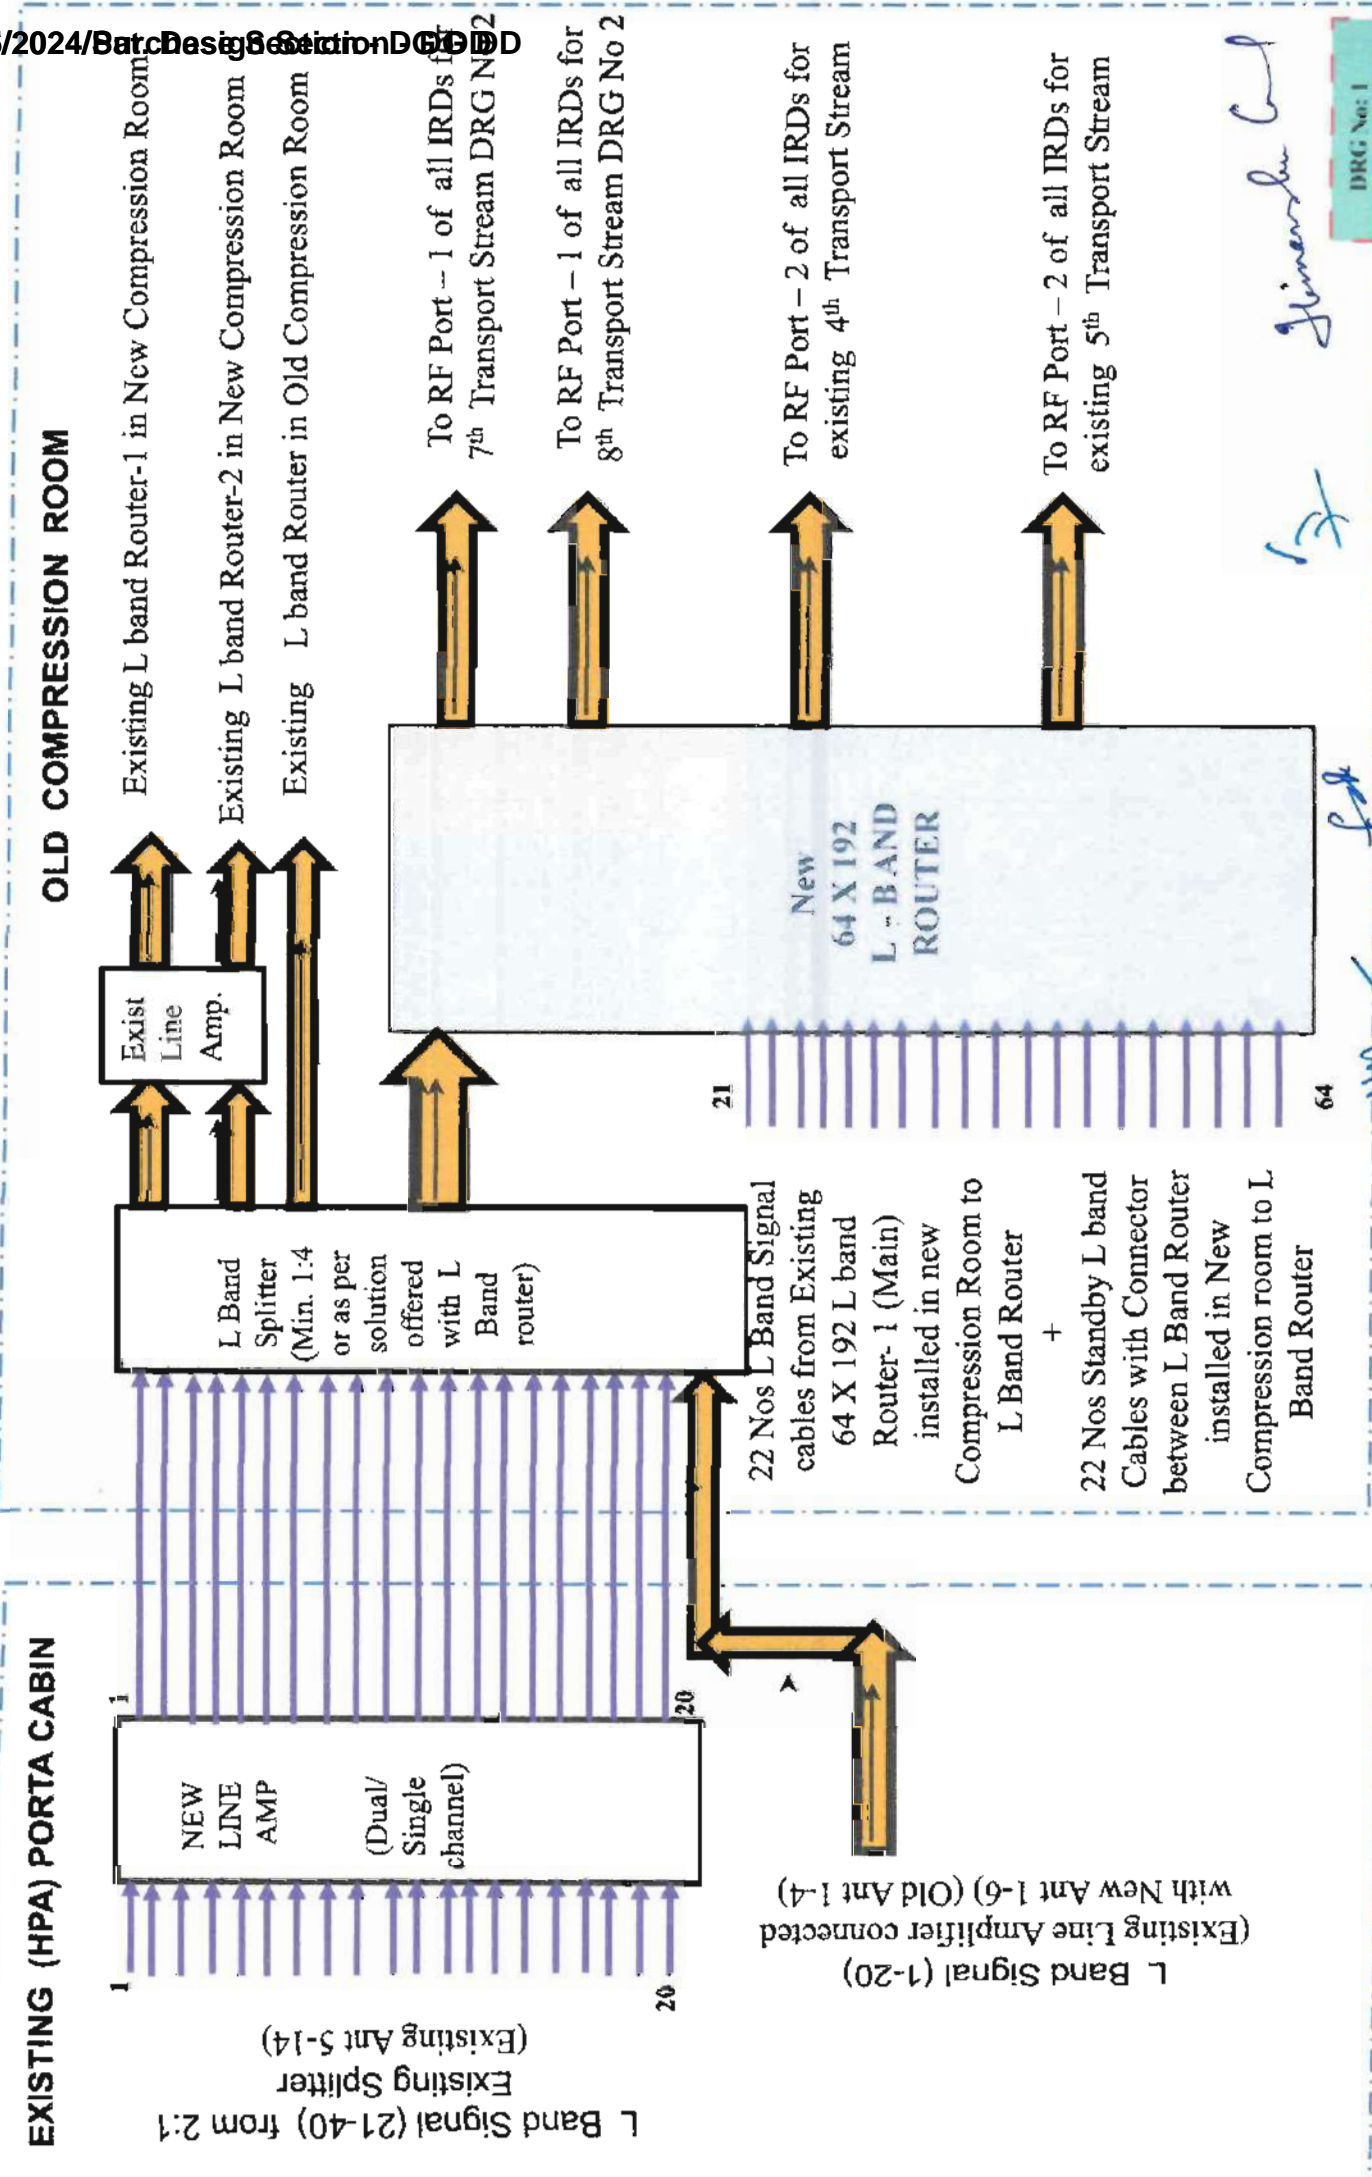 EXISTING (HPA) PORTA CABIN
OLD COMPRESSION ROOM
L Band Signal (21-40) from 2:1
Existing Splitter
(Existing Ant 5-14)
1
20
NEW
LINE
AMP
(Dual/
Single
channel)
1
20
L Band Signal (1-20)
(Existing Line Amplifier connected
with New Ant 1-6) (Old Ant 1-4)
L Band
Splitter
(Min. 1:4
or as per
solution
offered
with L
Band
router)
Exist
Line
Amp.
Existing L band Router-1 in New Compression Room
Existing L band Router-2 in New Compression Room
Existing L band Router in Old Compression Room
22 Nos L Band Signal
cables from Existing
64 X 192 L band
Router- 1 (Main)
installed in new
Compression Room to
L Band Router
+
22 Nos Standby L band
Cables with Connector
between L Band Router
installed in New
Compression room to L
Band Router
21
64
New
64 X 192
L - BAND
ROUTER
To RF Port – 1 of all IRDs for
7th Transport Stream DRG No 2
To RF Port – 1 of all IRDs for
8th Transport Stream DRG No 2
To RF Port – 2 of all IRDs for
existing 4th Transport Stream
To RF Port – 2 of all IRDs for
existing 5th Transport Stream
DRG No: 1